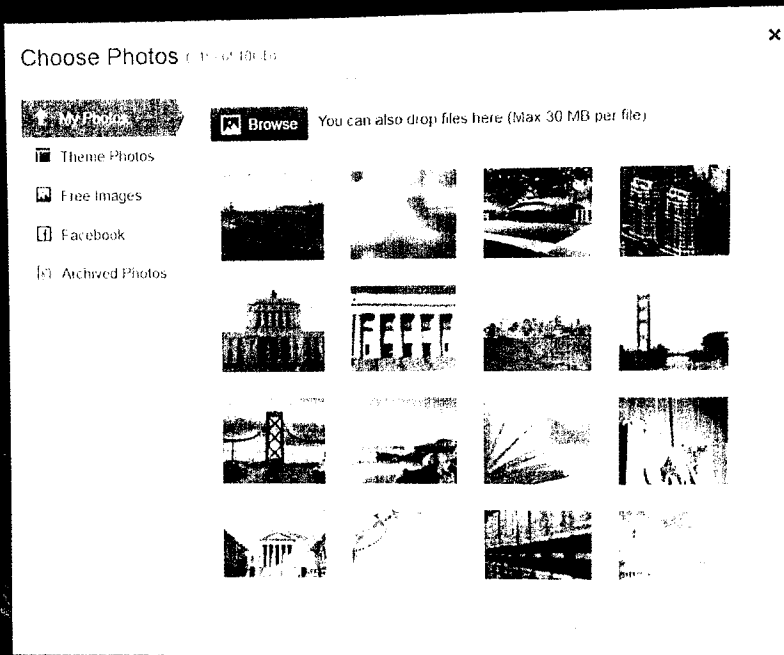 Choose Photos
My Photos
Browse
You can also drop files here (Max 30 MB per file)
Theme Photos
Free Images
Facebook
Archived Photos